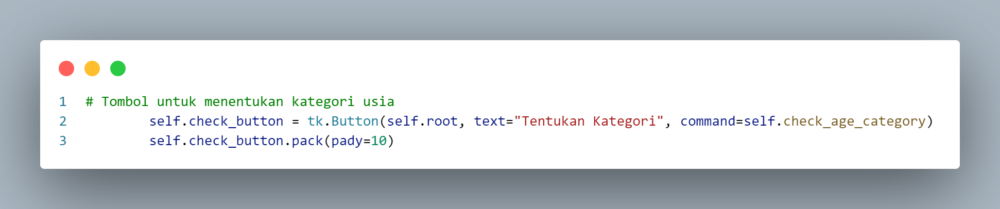 1 # Tombol untuk menentukan kategori usia
2         self.check_button = tk.Button(self.root, text="Tentukan Kategori", command=self.check_age_category)
3         self.check_button.pack(pady=10)